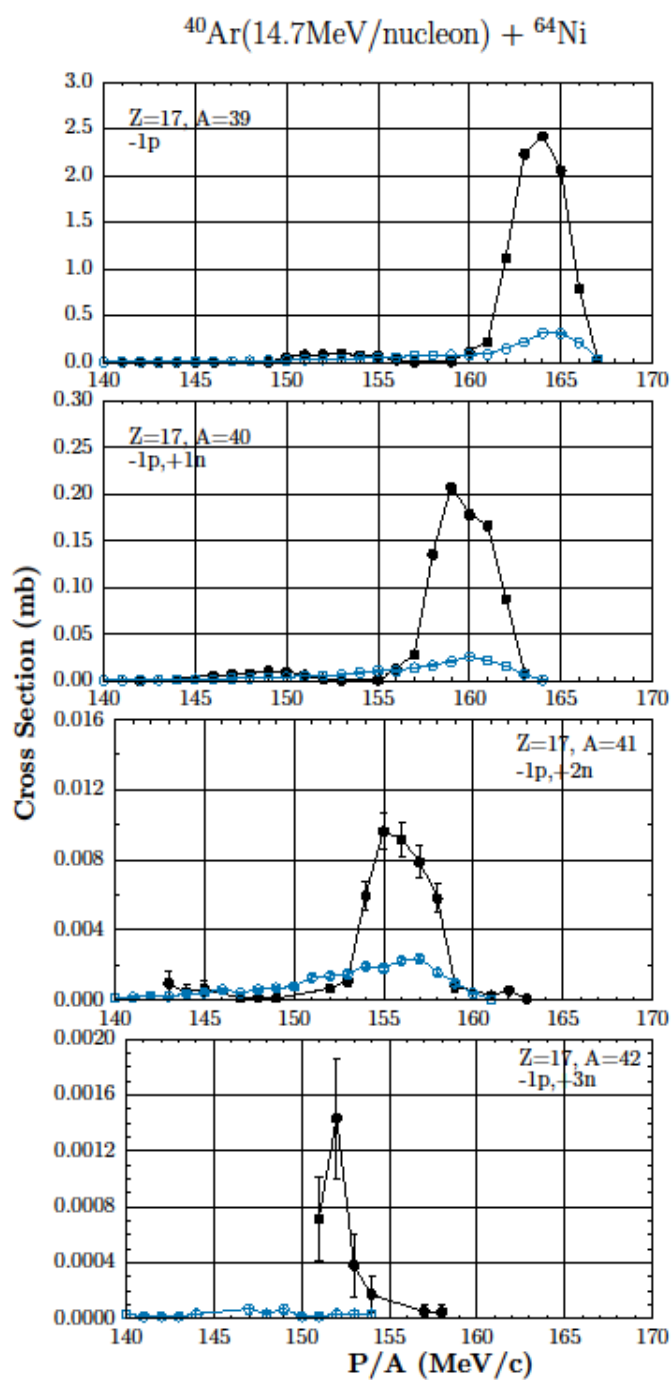 ⁴⁰Ar(14.7MeV/nucleon) + ⁶⁴Ni
Cross Section (mb)
3.0
2.5
2.0
1.5
1.0
0.5
0.0
Z=17, A=39
-1p
140 145 150 155 160 165 170
0.30
0.25
0.20
0.15
0.10
0.05
0.00
Z=17, A=40
-1p,+1n
140 145 150 155 160 165 170
0.016
0.012
0.008
0.004
0.000
Z=17, A=41
-1p,+2n
140 145 150 155 160 165 170
0.0020
0.0016
0.0012
0.0008
0.0004
0.0000
Z=17, A=42
-1p,+3n
140 145 150 155 160 165 170
P/A (MeV/c)